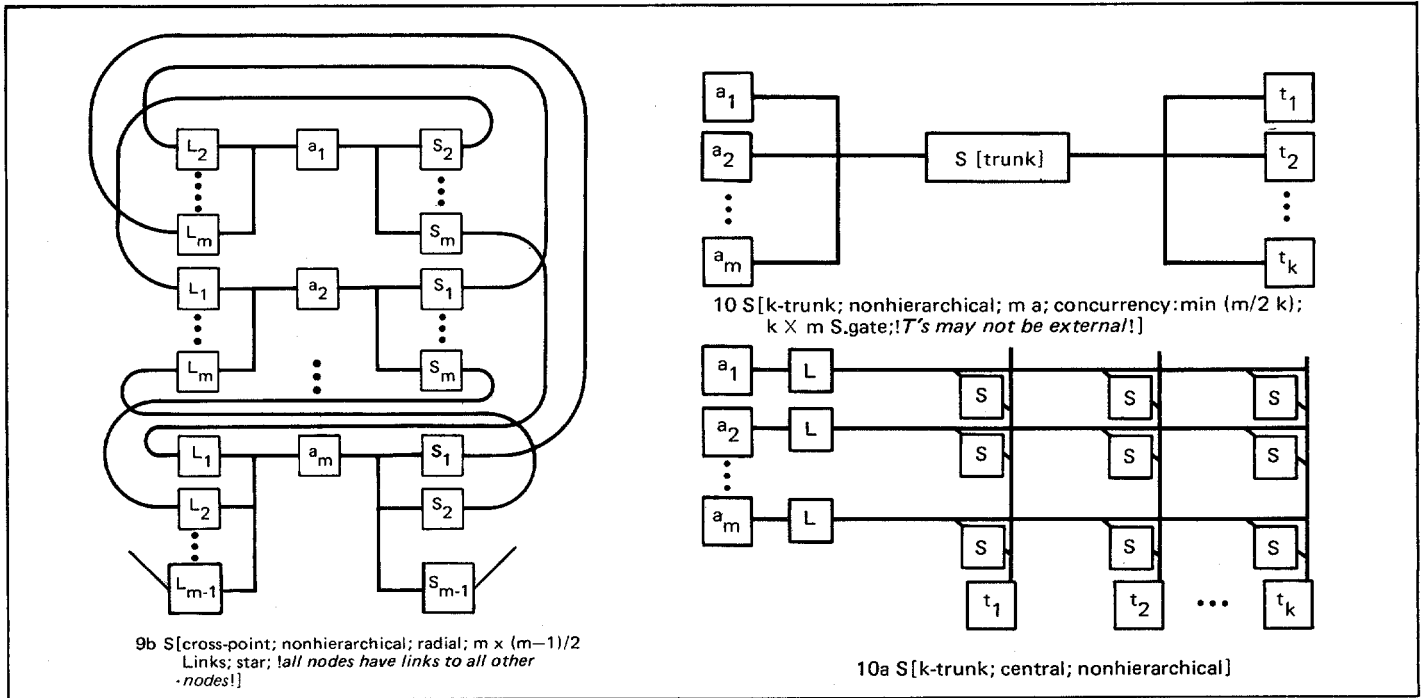 L2 a1 S2
Lm Sm
L1 a2 S1
Lm Sm
L1 am S1
L2 S2
Lm-1 Sm-1
9b S[cross-point; nonhierarchical; radial; m x (m—1)/2
Links; star; !all nodes have links to all other
nodes!]
a1 t1
a2 S [trunk] t2
am tk
10 S[k-trunk; nonhierarchical; m a; concurrency:min (m/2 k);
k X m S.gate;!T's may not be external!]
a1 L
S S S
a2 L
S S S
am L
S S S
t1 t2 ••• tk
10a S[k-trunk; central; nonhierarchical]